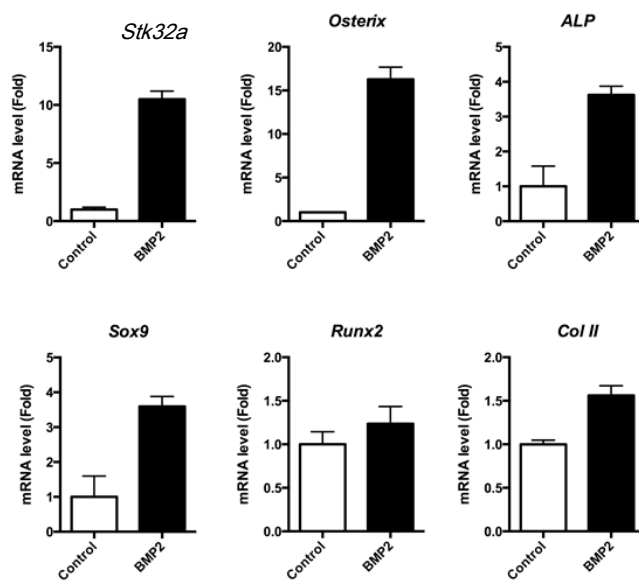 Stk32a
mRNA level (Fold)
15
10
5
0
Control
BMP2
Osterix
mRNA level (Fold)
20
15
10
5
0
Control
BMP2
ALP
mRNA level (Fold)
5
4
3
2
1
0
Control
BMP2
Sox9
mRNA level (Fold)
5
4
3
2
1
0
Control
BMP2
Runx2
mRNA level (Fold)
2.0
1.5
1.0
0.5
0.0
Control
BMP2
Col II
mRNA level (Fold)
2.0
1.5
1.0
0.5
0.0
Control
BMP2